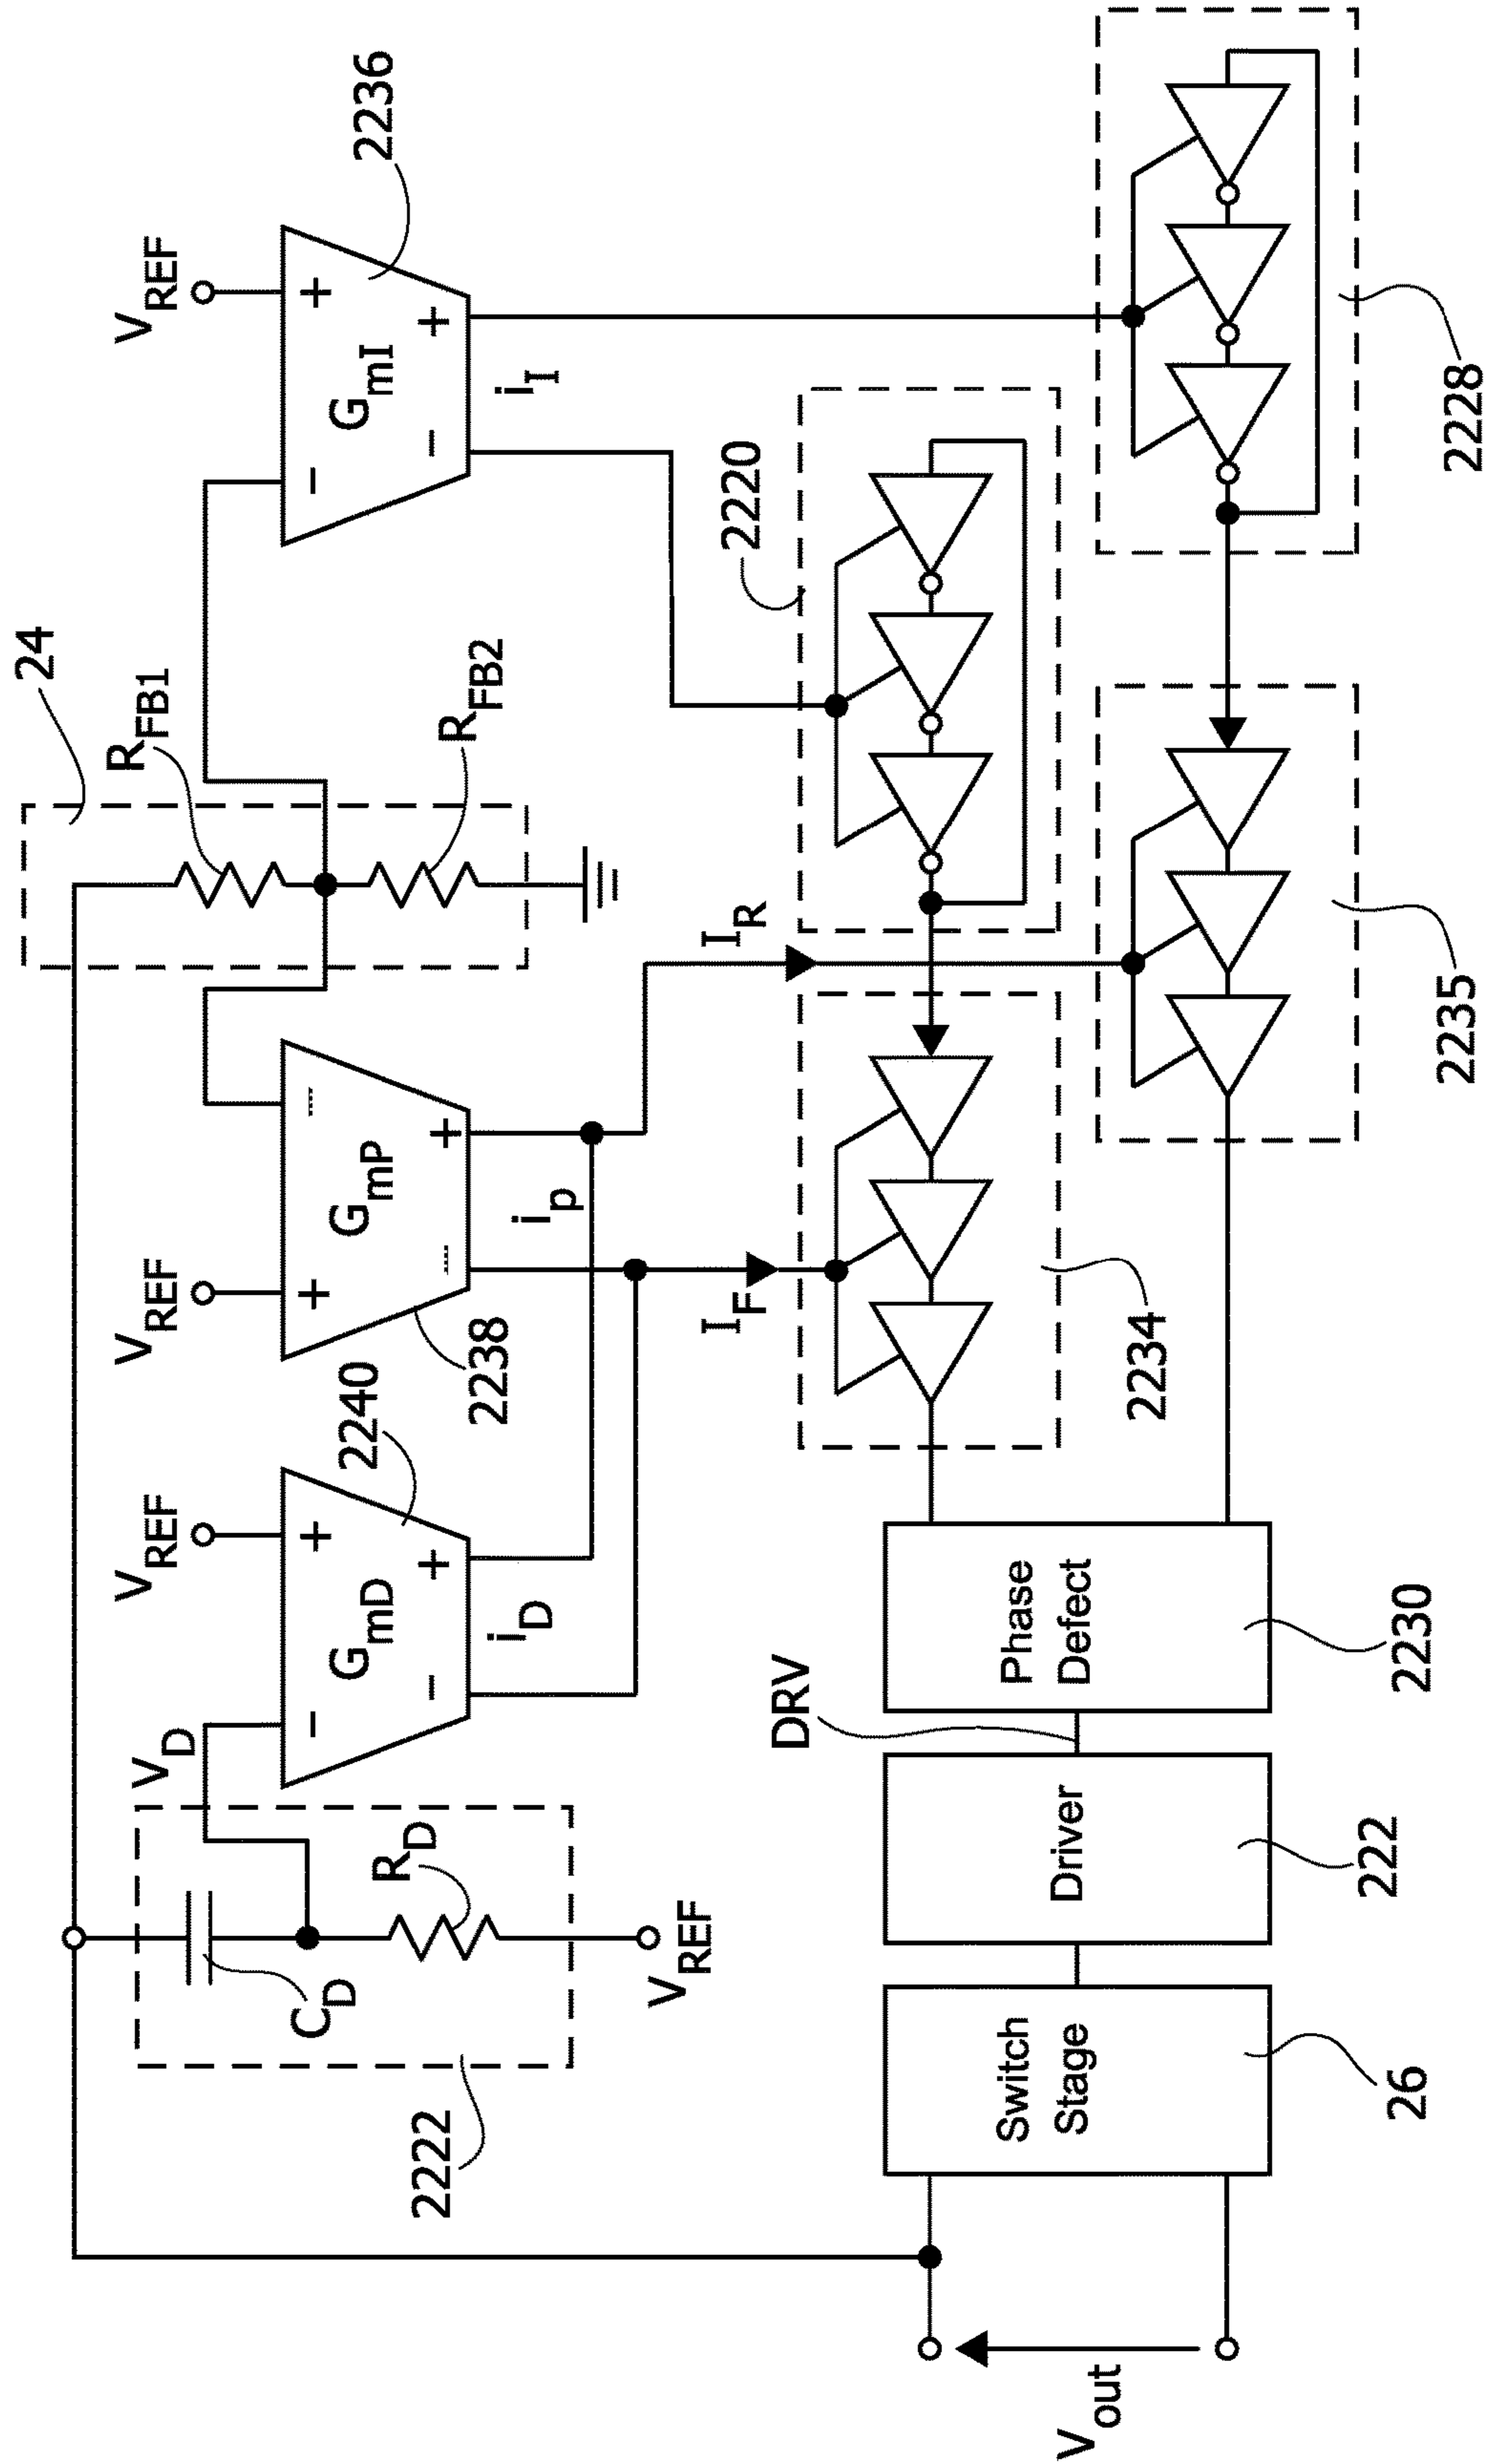 24
RFB1
RFB2
VREF
GmI
+
−
+
−
iI
2236
VREF
GmP
+
−
+
−
ip
2238
VREF
GmD
+
−
+
−
iD
2240
VD
CD
RD
VREF
2222
IR
IF
2220
2228
2234
2235
Phase
Defect
2230
DRV
Driver
222
Switch
Stage
26
Vout